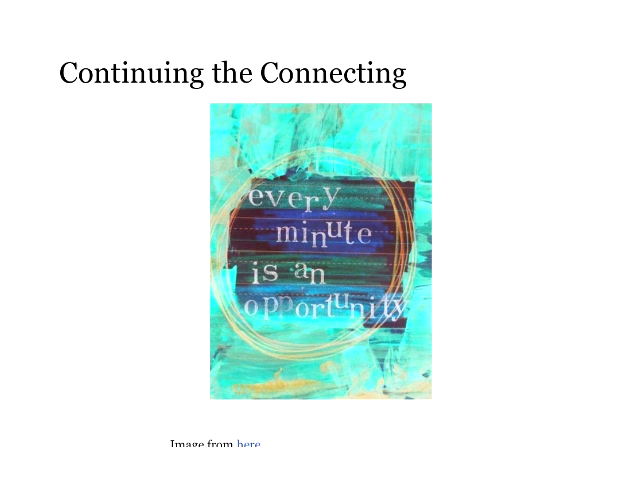 Continuing the Connecting
every
minute
is an
opportunity
Image from here